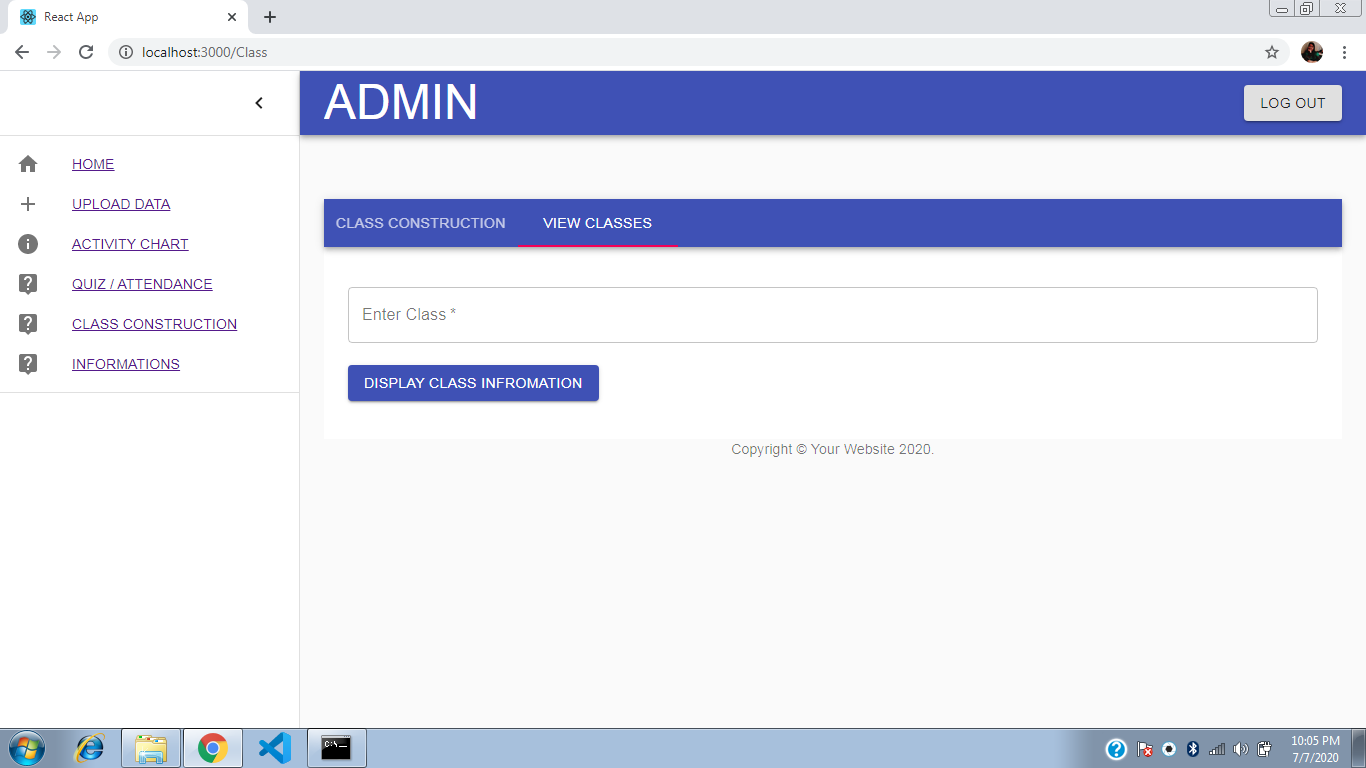 React App
localhost:3000/Class
ADMIN
LOG OUT
HOME
UPLOAD DATA
ACTIVITY CHART
QUIZ / ATTENDANCE
CLASS CONSTRUCTION
INFORMATIONS
CLASS CONSTRUCTION
VIEW CLASSES
Enter Class *
DISPLAY CLASS INFROMATION
Copyright © Your Website 2020.
C:\_
10:05 PM
7/7/2020